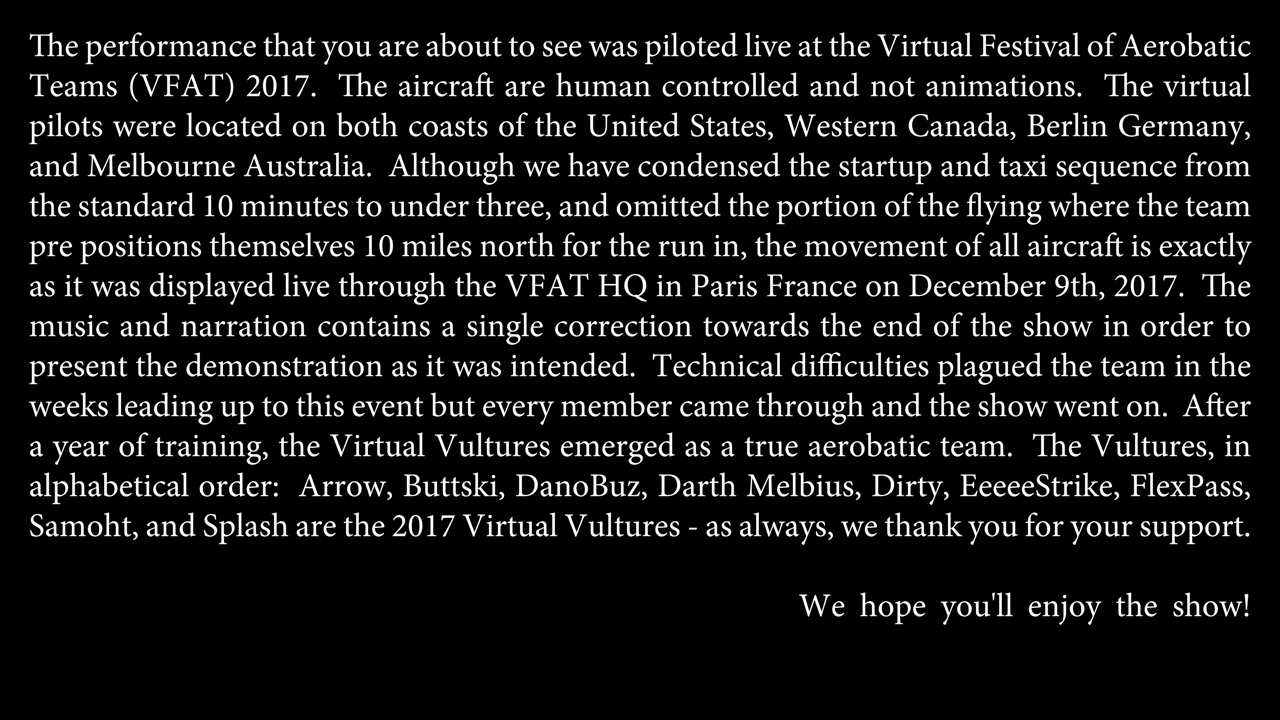 The performance that you are about to see was piloted live at the Virtual Festival of Aerobatic
Teams (VFAT) 2017. The aircraft are human controlled and not animations. The virtual
pilots were located on both coasts of the United States, Western Canada, Berlin Germany,
and Melbourne Australia. Although we have condensed the startup and taxi sequence from
the standard 10 minutes to under three, and omitted the portion of the flying where the team
pre positions themselves 10 miles north for the run in, the movement of all aircraft is exactly
as it was displayed live through the VFAT HQ in Paris France on December 9th, 2017. The
music and narration contains a single correction towards the end of the show in order to
present the demonstration as it was intended. Technical difficulties plagued the team in the
weeks leading up to this event but every member came through and the show went on. After
a year of training, the Virtual Vultures emerged as a true aerobatic team. The Vultures, in
alphabetical order: Arrow, Buttski, DanoBuz, Darth Melbius, Dirty, EeeeeStrike, FlexPass,
Samoht, and Splash are the 2017 Virtual Vultures - as always, we thank you for your support.
We hope you'll enjoy the show!